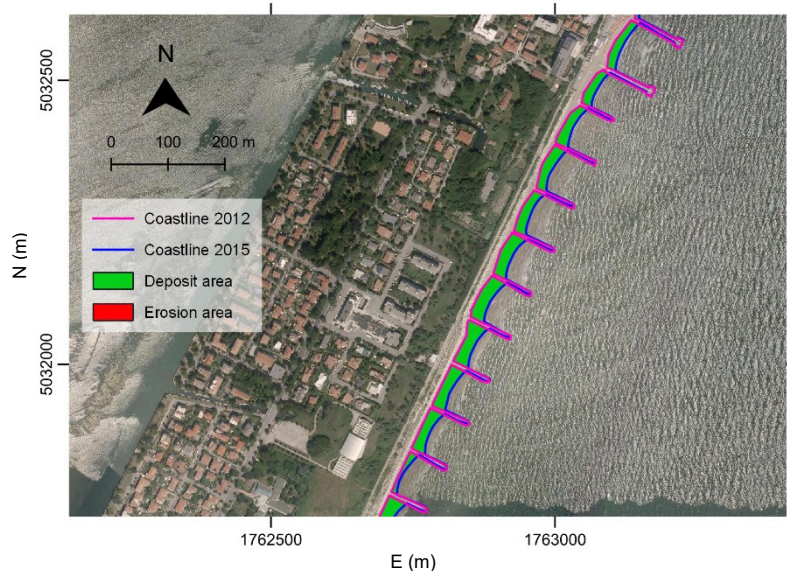 N
0 100 200 m
Coastline 2012
Coastline 2015
Deposit area
Erosion area
N (m)
5032500
5032000
1762500 1763000
E (m)